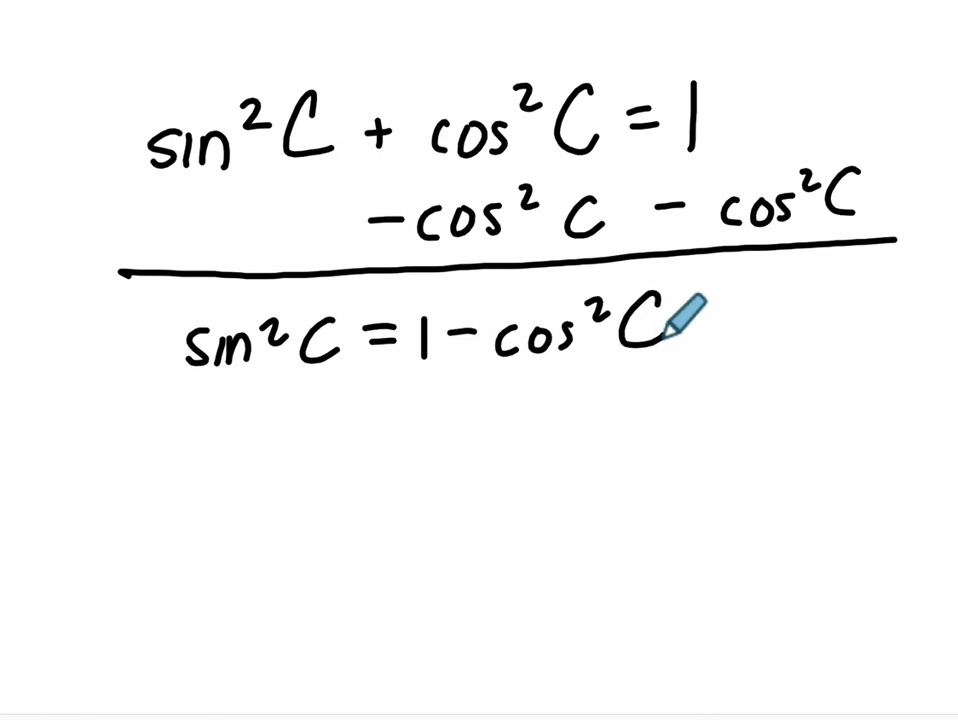 sin²C + cos²C = 1
-cos²C - cos²C
sin²C = 1 - cos²C